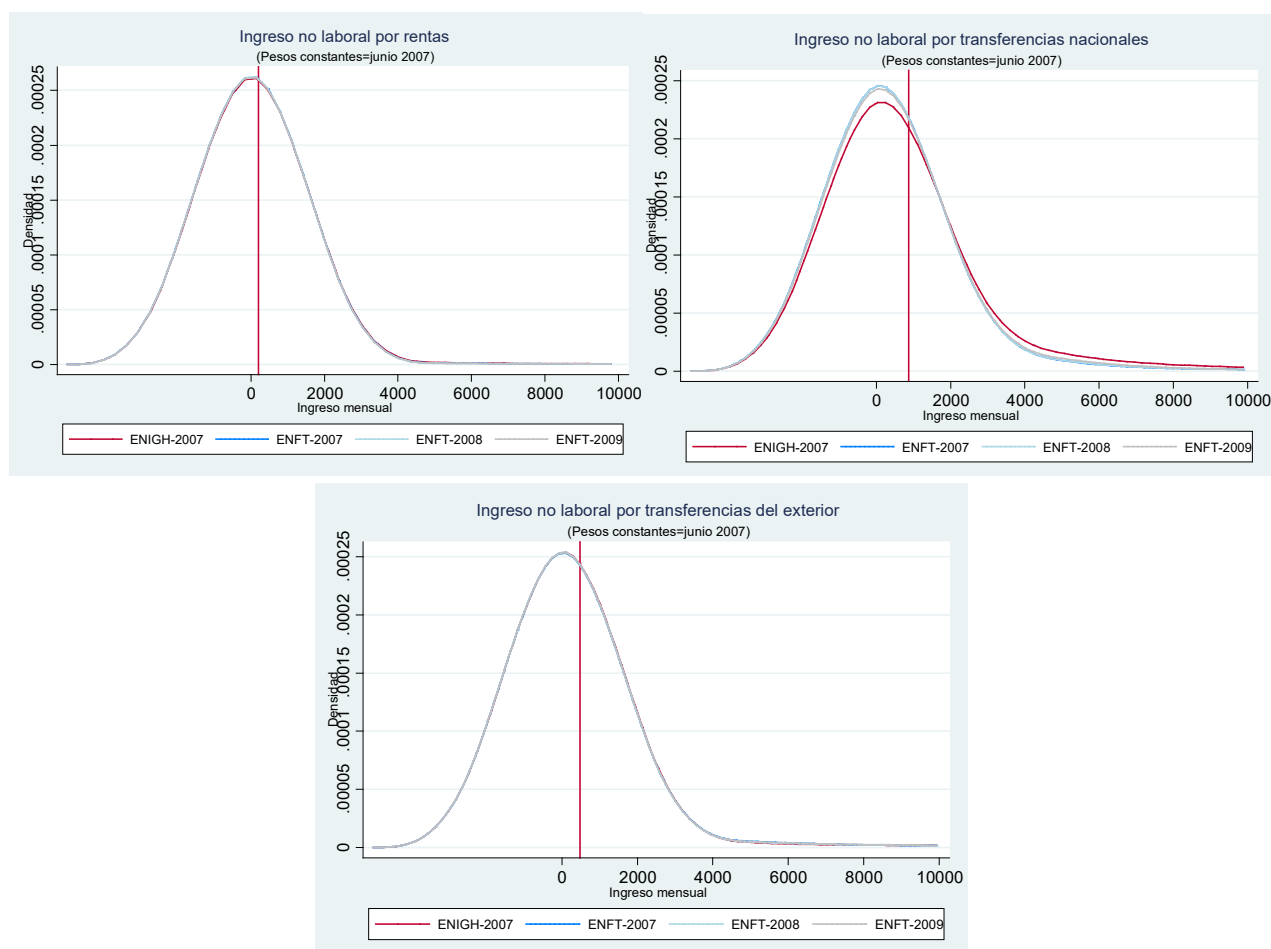 Ingreso no laboral por rentas
(Pesos constantes=junio 2007)
Densidad
0 .00005 .0001 .00015 .0002 .00025
0 2000 4000 6000 8000 10000
Ingreso mensual
ENIGH-2007 ENFT-2007 ENFT-2008 ENFT-2009
Ingreso no laboral por transferencias nacionales
(Pesos constantes=junio 2007)
Densidad
0 .00005 .0001 .00015 .0002 .00025
0 2000 4000 6000 8000 10000
Ingreso mensual
ENIGH-2007 ENFT-2007 ENFT-2008 ENFT-2009
Ingreso no laboral por transferencias del exterior
(Pesos constantes=junio 2007)
Densidad
0 .00005 .0001 .00015 .0002 .00025
0 2000 4000 6000 8000 10000
Ingreso mensual
ENIGH-2007 ENFT-2007 ENFT-2008 ENFT-2009